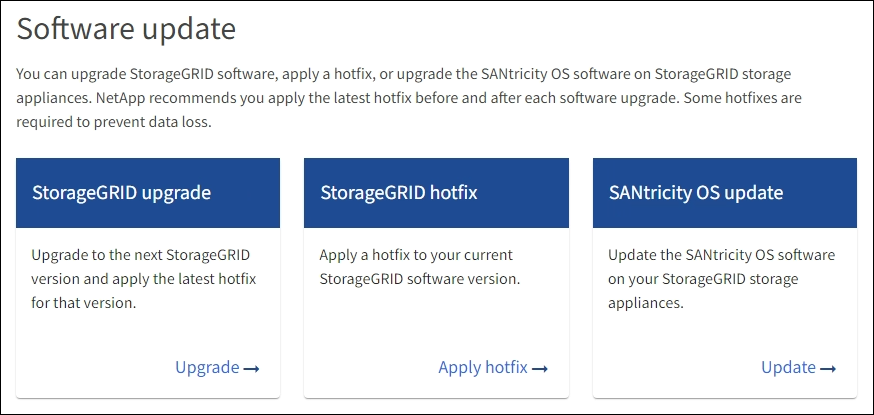 Software update
You can upgrade StorageGRID software, apply a hotfix, or upgrade the SANtricity OS software on StorageGRID storage
appliances. NetApp recommends you apply the latest hotfix before and after each software upgrade. Some hotfixes are
required to prevent data loss.
StorageGRID upgrade
Upgrade to the next StorageGRID
version and apply the latest hotfix
for that version.
Upgrade →
StorageGRID hotfix
Apply a hotfix to your current
StorageGRID software version.
Apply hotfix →
SANtricity OS update
Update the SANtricity OS software
on your StorageGRID storage
appliances.
Update →